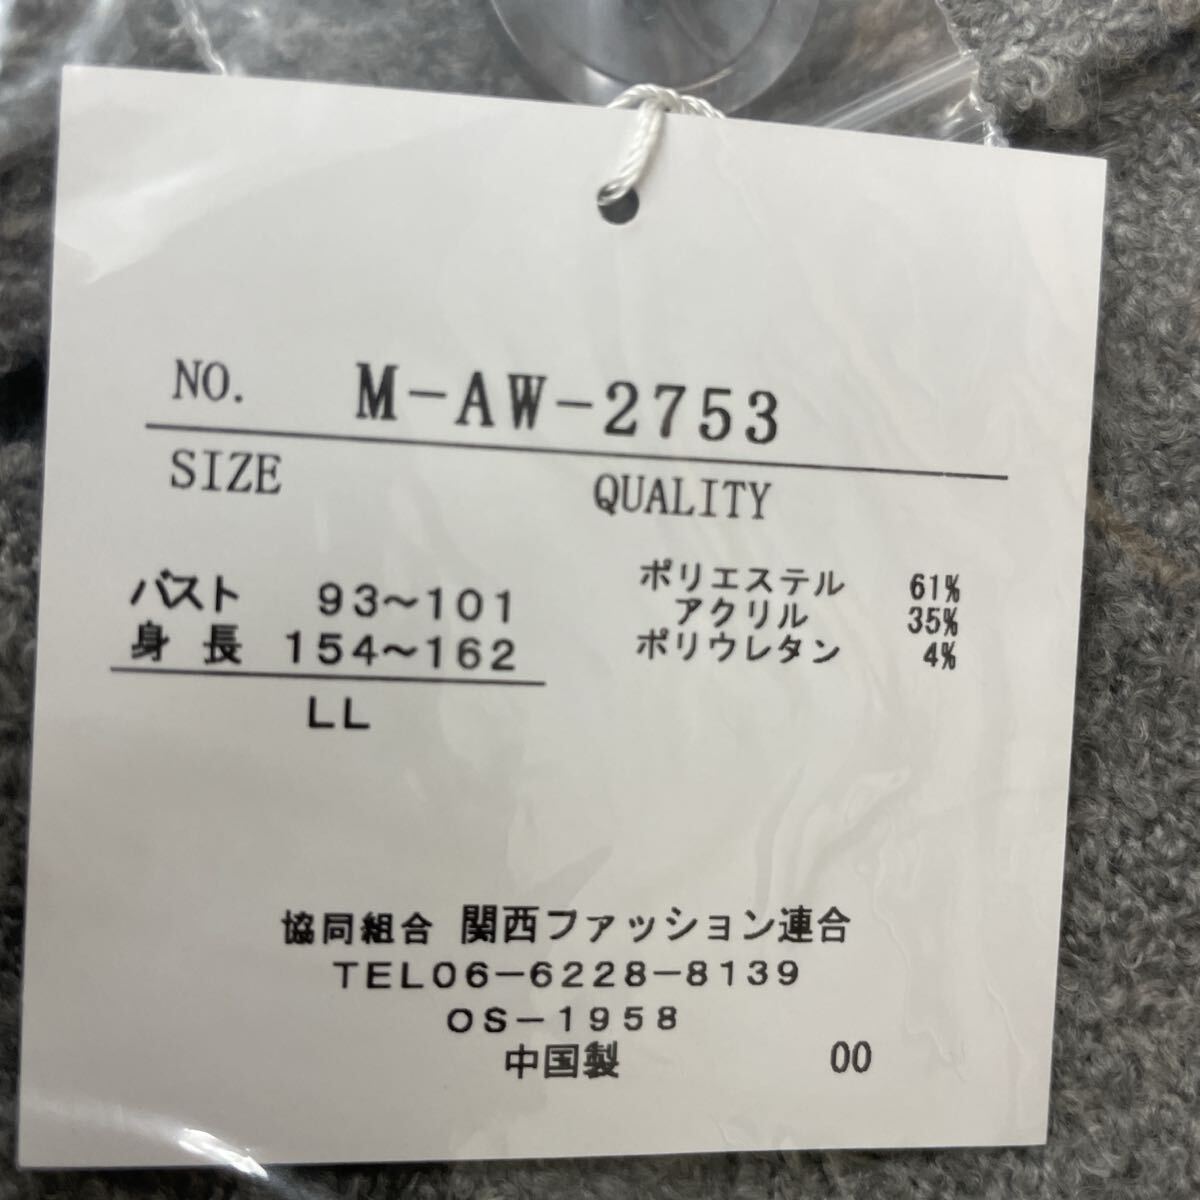 NO. M-AW-2753
SIZE QUALITY
バスト 93～101 ポリエステル 61%
身長 154～162 アクリル 35%
LL ポリウレタン 4%
協同組合 関西ファッション連合
TEL06-6228-8139
OS-1958
中国製 00